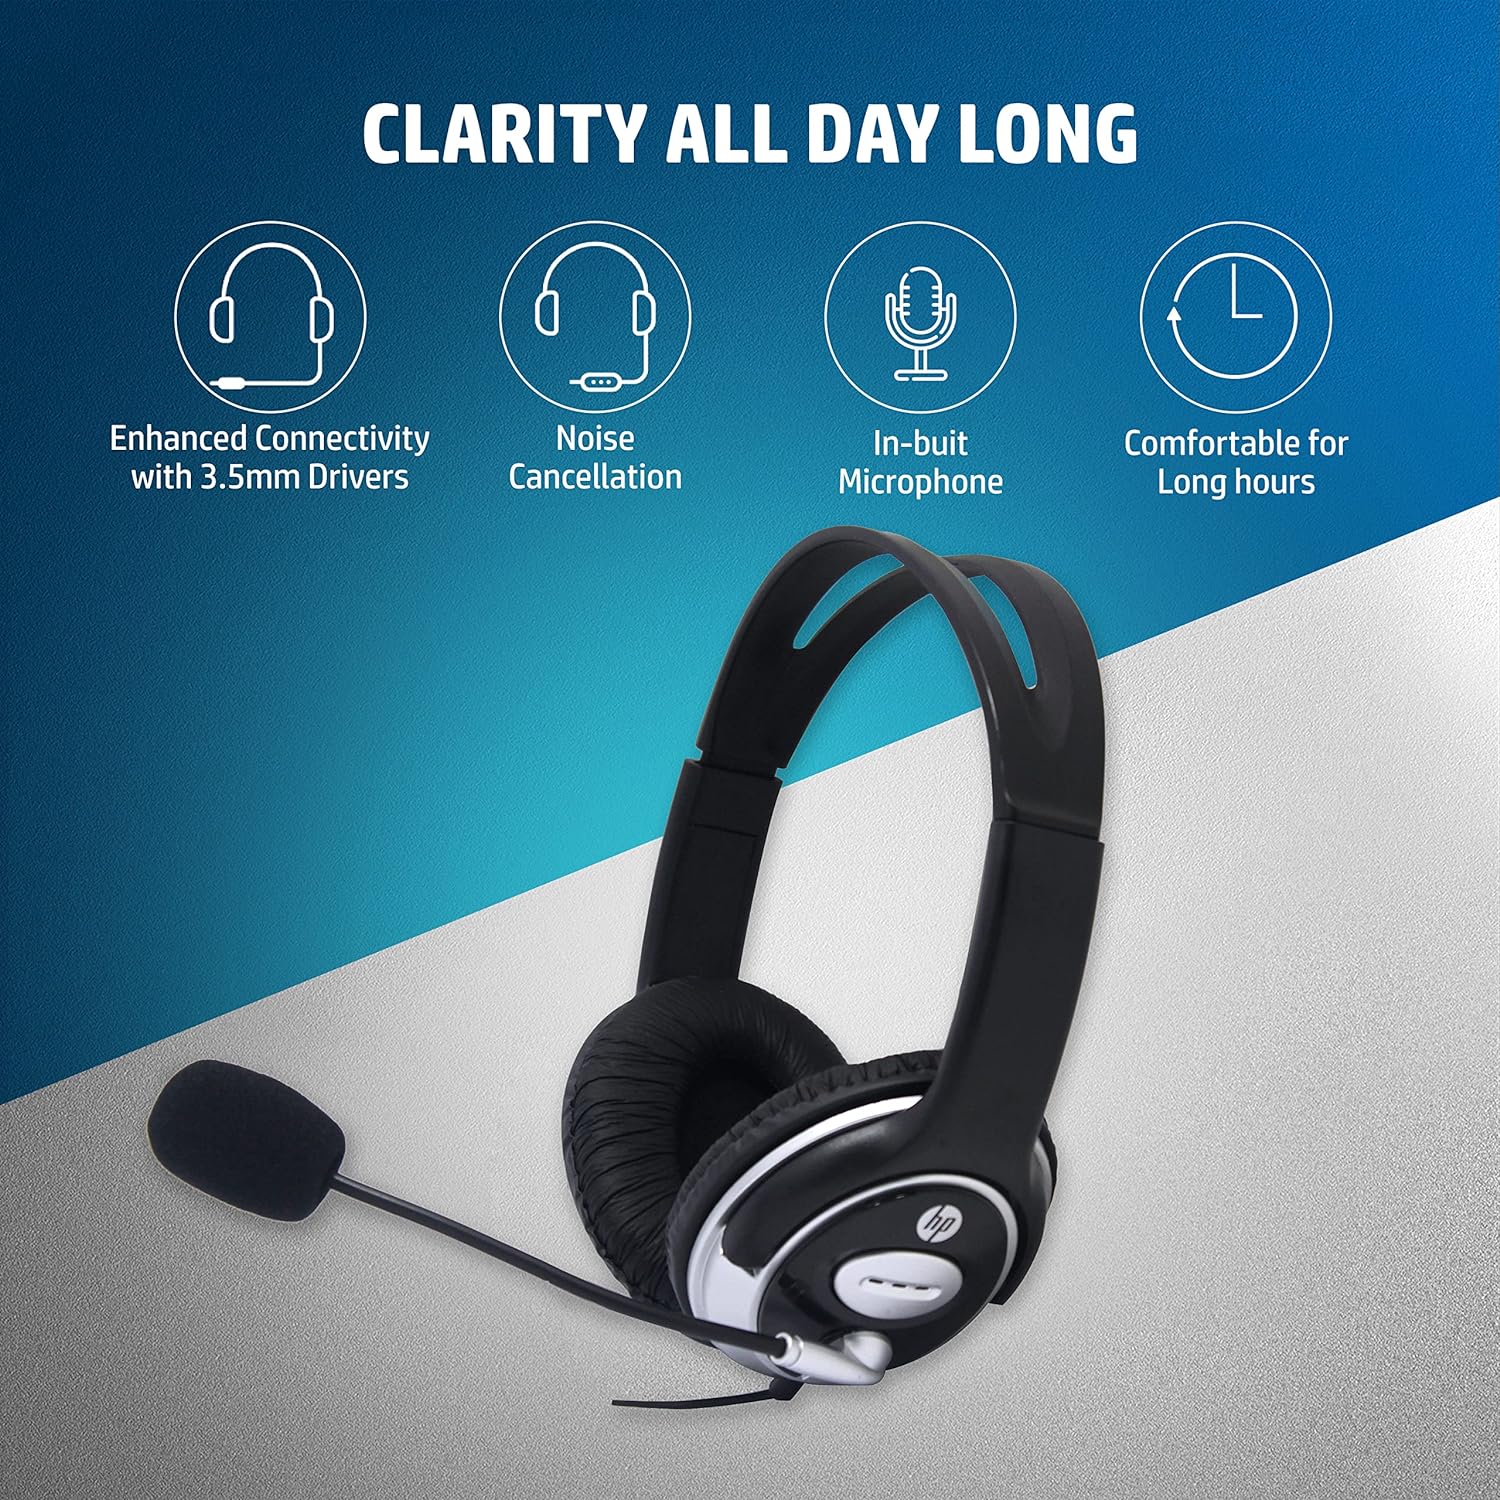 CLARITY ALL DAY LONG
Enhanced Connectivity
with 3.5mm Drivers
Noise
Cancellation
In-buit
Microphone
Comfortable for
Long hours
hp